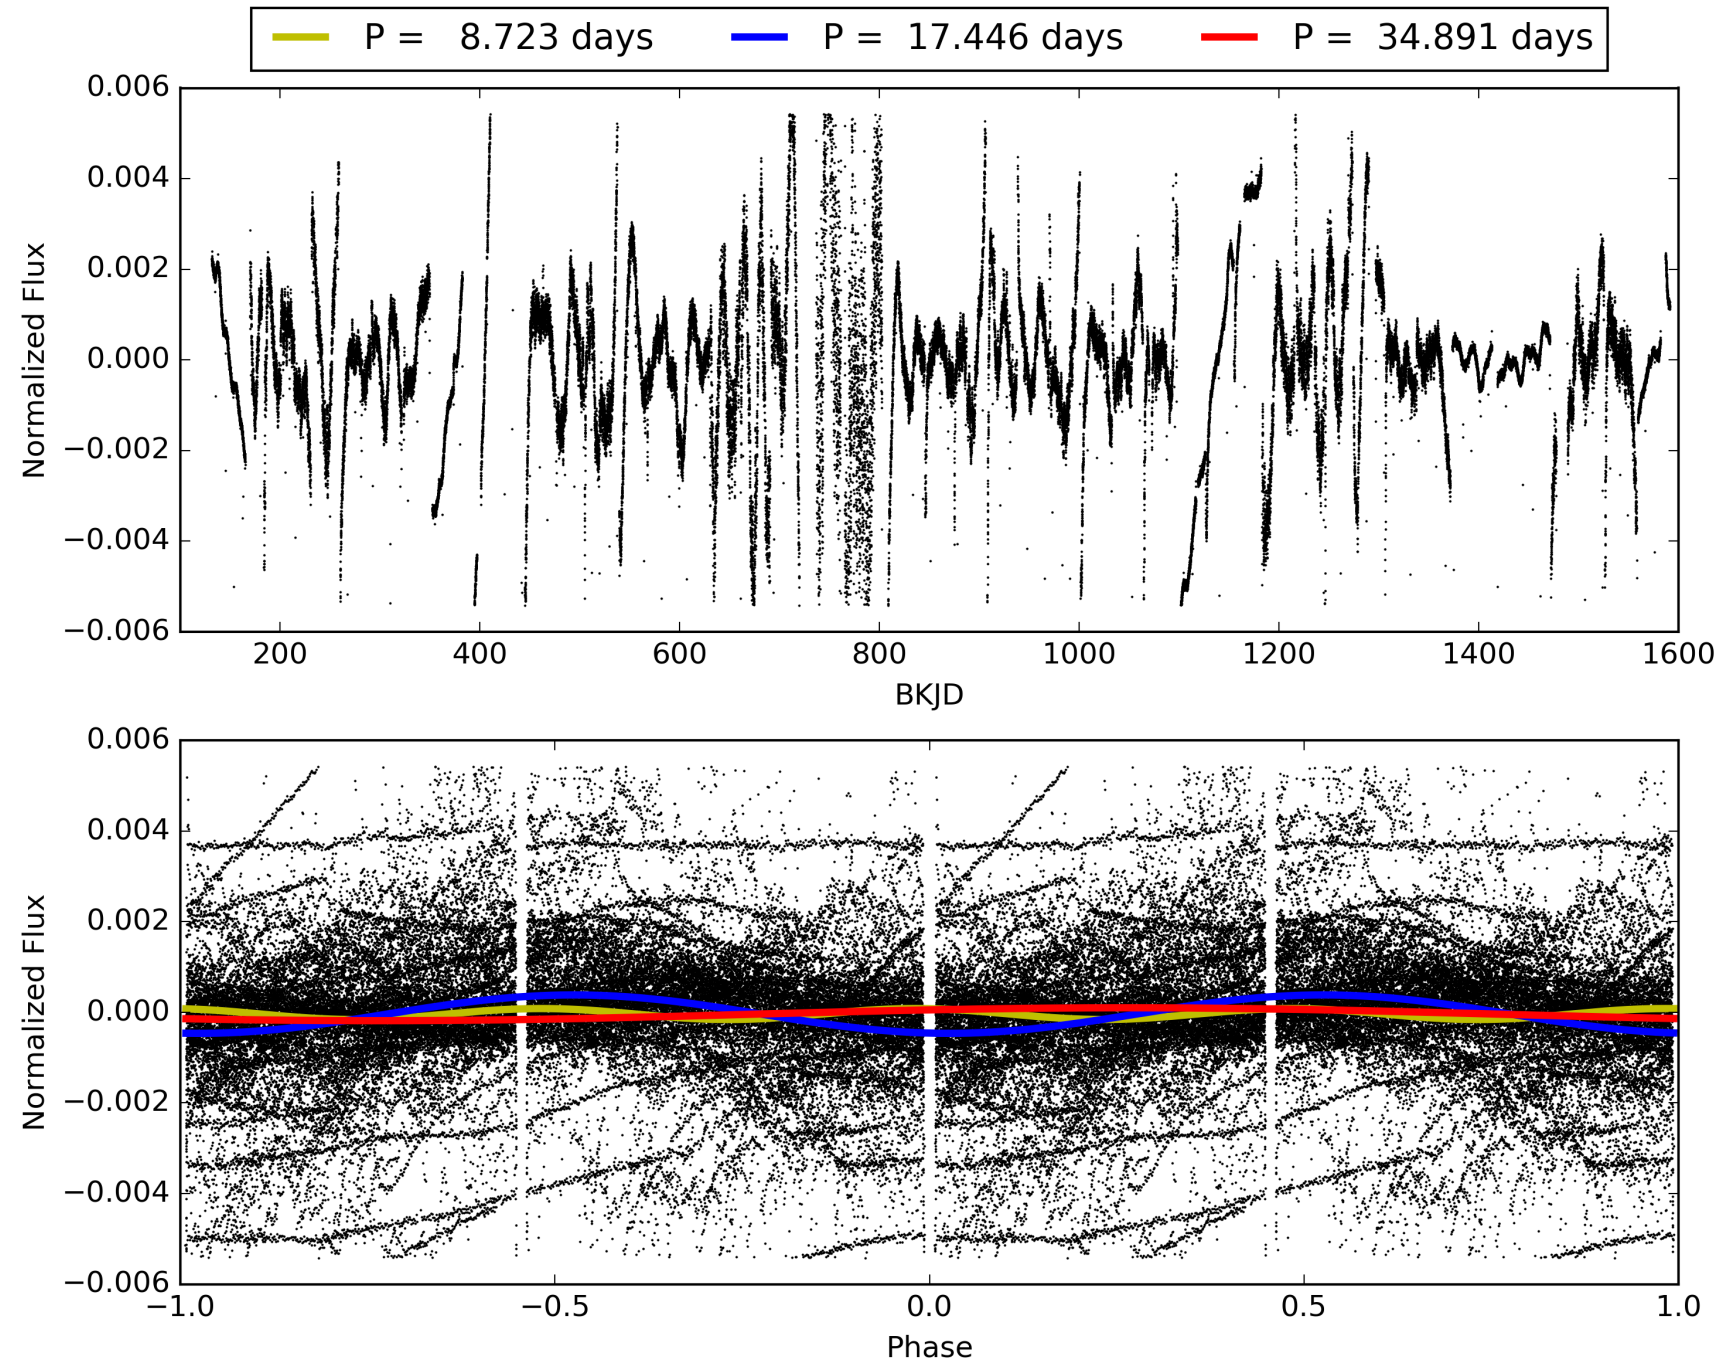 P = 8.723 days P = 17.446 days P = 34.891 days
0.006
0.004
0.002
0.000
−0.002
−0.004
−0.006
Normalized Flux
200 400 600 800 1000 1200 1400 1600
BKJD
0.006
0.004
0.002
0.000
−0.002
−0.004
−0.006
Normalized Flux
−1.0 −0.5 0.0 0.5 1.0
Phase